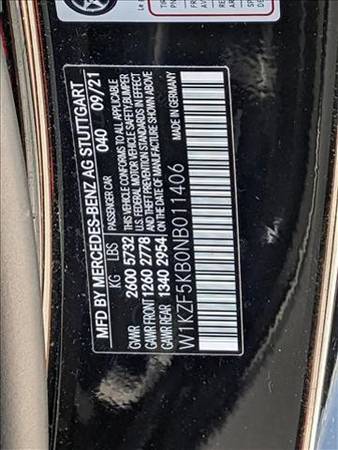 MFD BY MERCEDES-BENZ AG STUTTGART
PASSENGER CAR 040 09/21
KG LBS
GVWR 2600 5732
GVWR FRONT 1260 2778
GVWR REAR 1340 2954
THIS VEHICLE CONFORMS TO ALL APPLICABLE
U.S. FEDERAL MOTOR VEHICLE SAFETY, BUMPER
AND THEFT PREVENTION STANDARDS IN EFFECT
ON THE DATE OF MANUFACTURE SHOWN ABOVE.
MADE IN GERMANY
W1KZF5KB0NB011406